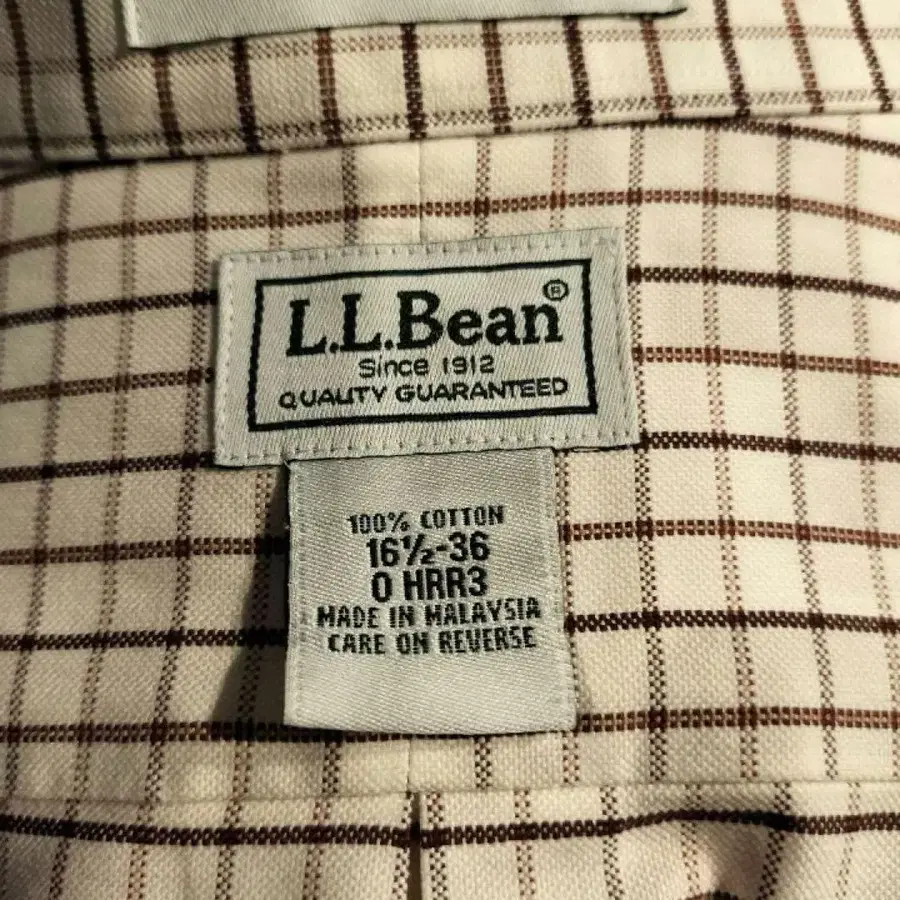 L.L.Bean®
Since 1912
QUALITY GUARANTEED
100% COTTON
16½-36
0 HRR3
MADE IN MALAYSIA
CARE ON REVERSE